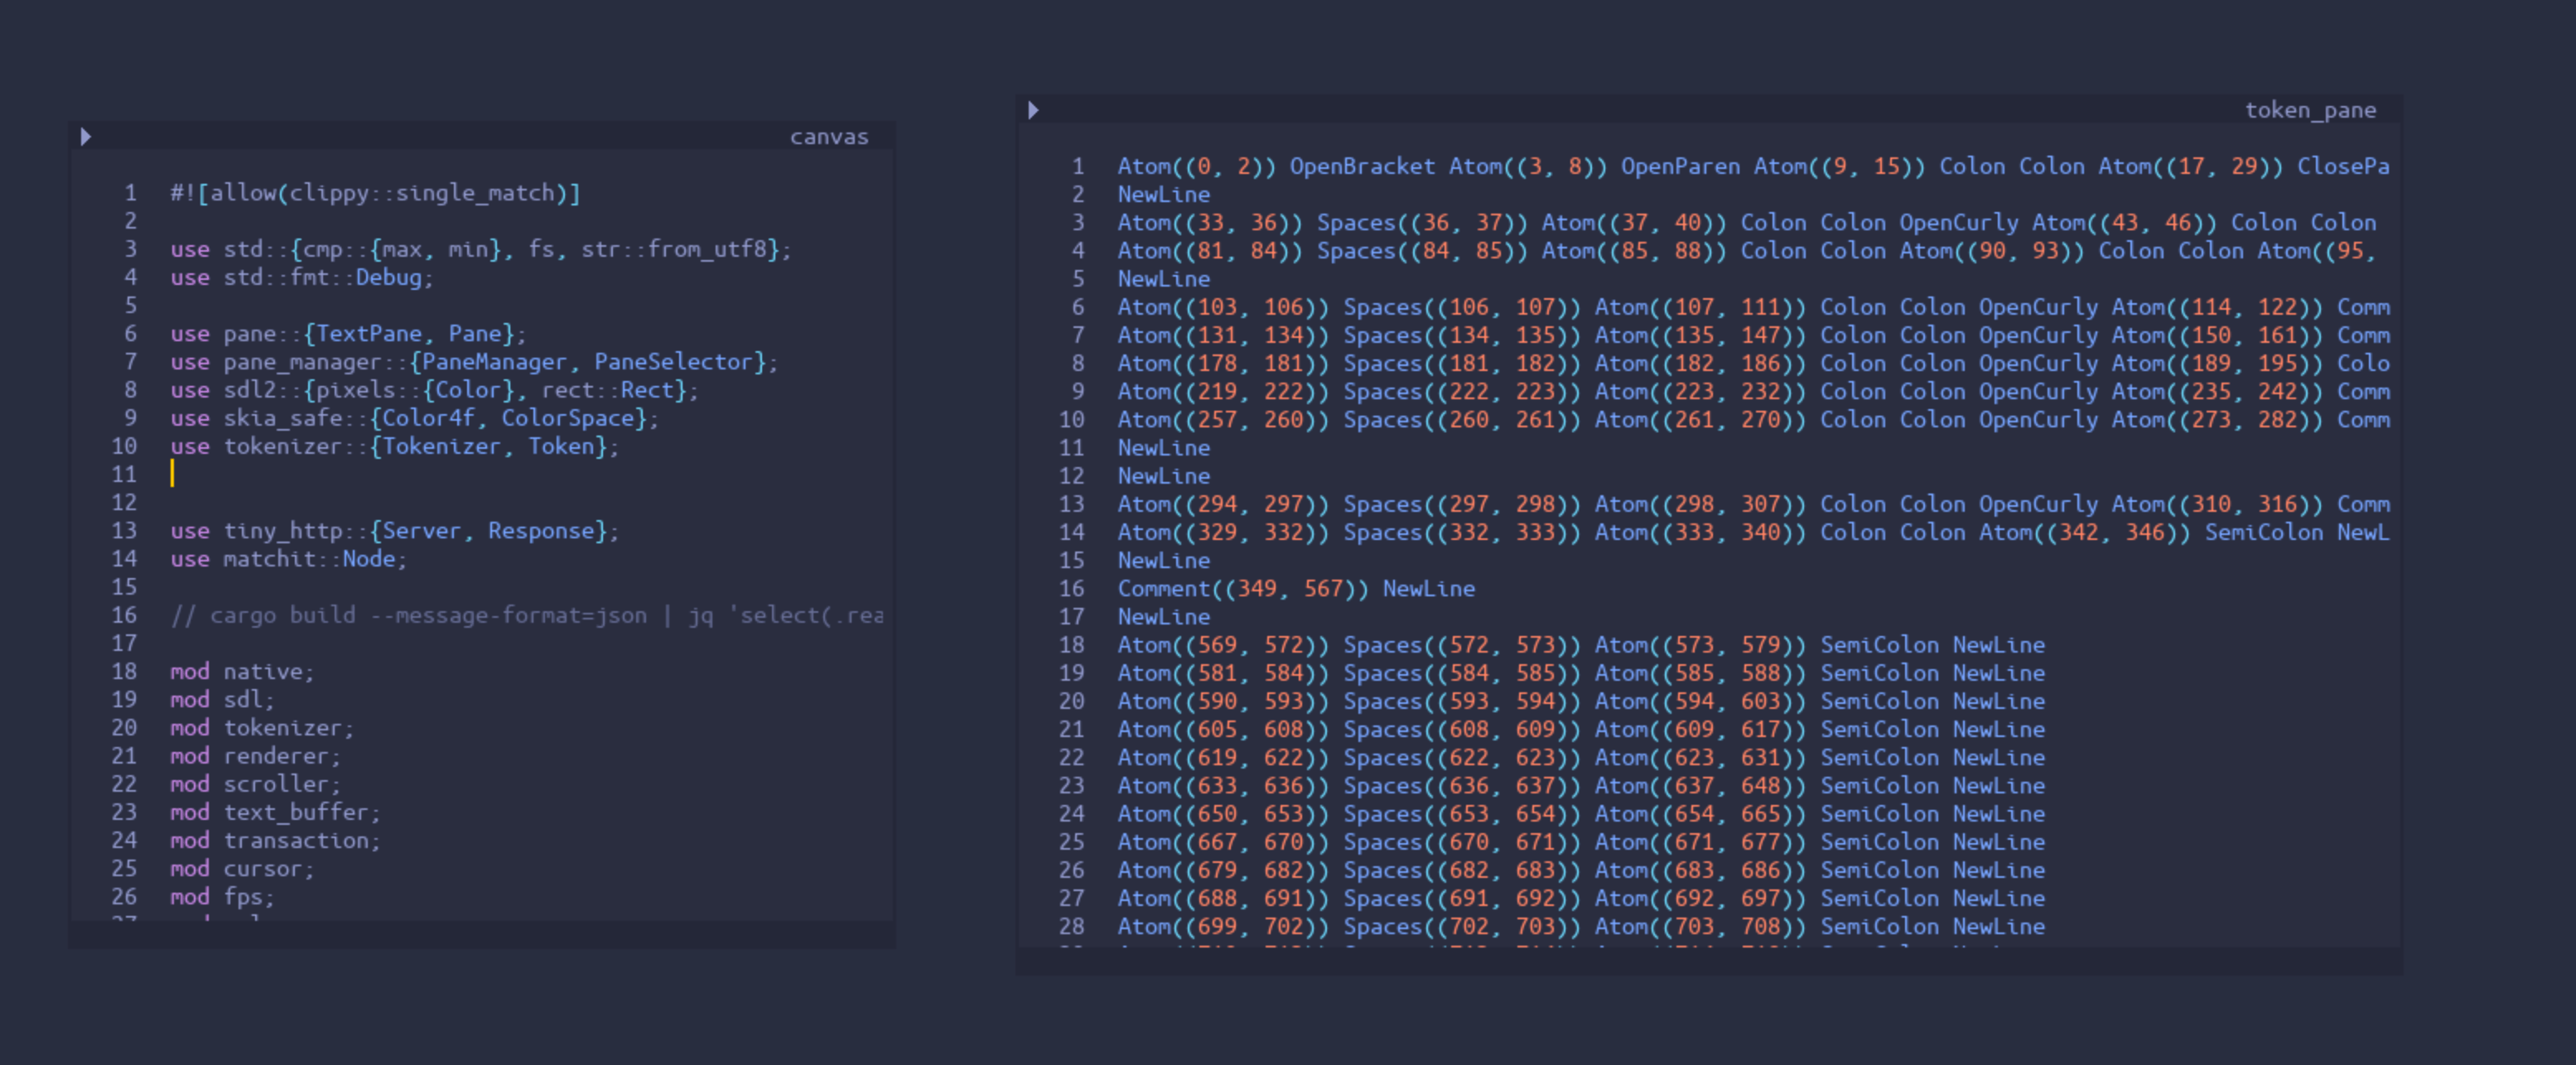 canvas
1 #![allow(clippy::single_match)]
2
3 use std::{cmp::{max, min}, fs, str::from_utf8};
4 use std::fmt::Debug;
5
6 use pane::{TextPane, Pane};
7 use pane_manager::{PaneManager, PaneSelector};
8 use sdl2::{pixels::{Color}, rect::Rect};
9 use skia_safe::{Color4f, ColorSpace};
10 use tokenizer::{Tokenizer, Token};
11
12
13 use tiny_http::{Server, Response};
14 use matchit::Node;
15
16 // cargo build --message-format=json | jq 'select(.rea
17
18 mod native;
19 mod sdl;
20 mod tokenizer;
21 mod renderer;
22 mod scroller;
23 mod text_buffer;
24 mod transaction;
25 mod cursor;
26 mod fps;
token_pane
1 Atom((0, 2)) OpenBracket Atom((3, 8)) OpenParen Atom((9, 15)) Colon Colon Atom((17, 29)) ClosePa
2 NewLine
3 Atom((33, 36)) Spaces((36, 37)) Atom((37, 40)) Colon Colon OpenCurly Atom((43, 46)) Colon Colon
4 Atom((81, 84)) Spaces((84, 85)) Atom((85, 88)) Colon Colon Atom((90, 93)) Colon Colon Atom((95,
5 NewLine
6 Atom((103, 106)) Spaces((106, 107)) Atom((107, 111)) Colon Colon OpenCurly Atom((114, 122)) Comm
7 Atom((131, 134)) Spaces((134, 135)) Atom((135, 147)) Colon Colon OpenCurly Atom((150, 161)) Comm
8 Atom((178, 181)) Spaces((181, 182)) Atom((182, 186)) Colon Colon OpenCurly Atom((189, 195)) Colo
9 Atom((219, 222)) Spaces((222, 223)) Atom((223, 232)) Colon Colon OpenCurly Atom((235, 242)) Comm
10 Atom((257, 260)) Spaces((260, 261)) Atom((261, 270)) Colon Colon OpenCurly Atom((273, 282)) Comm
11 NewLine
12 NewLine
13 Atom((294, 297)) Spaces((297, 298)) Atom((298, 307)) Colon Colon OpenCurly Atom((310, 316)) Comm
14 Atom((329, 332)) Spaces((332, 333)) Atom((333, 340)) Colon Colon Atom((342, 346)) SemiColon NewL
15 NewLine
16 Comment((349, 567)) NewLine
17 NewLine
18 Atom((569, 572)) Spaces((572, 573)) Atom((573, 579)) SemiColon NewLine
19 Atom((581, 584)) Spaces((584, 585)) Atom((585, 588)) SemiColon NewLine
20 Atom((590, 593)) Spaces((593, 594)) Atom((594, 603)) SemiColon NewLine
21 Atom((605, 608)) Spaces((608, 609)) Atom((609, 617)) SemiColon NewLine
22 Atom((619, 622)) Spaces((622, 623)) Atom((623, 631)) SemiColon NewLine
23 Atom((633, 636)) Spaces((636, 637)) Atom((637, 648)) SemiColon NewLine
24 Atom((650, 653)) Spaces((653, 654)) Atom((654, 665)) SemiColon NewLine
25 Atom((667, 670)) Spaces((670, 671)) Atom((671, 677)) SemiColon NewLine
26 Atom((679, 682)) Spaces((682, 683)) Atom((683, 686)) SemiColon NewLine
27 Atom((688, 691)) Spaces((691, 692)) Atom((692, 697)) SemiColon NewLine
28 Atom((699, 702)) Spaces((702, 703)) Atom((703, 708)) SemiColon NewLine